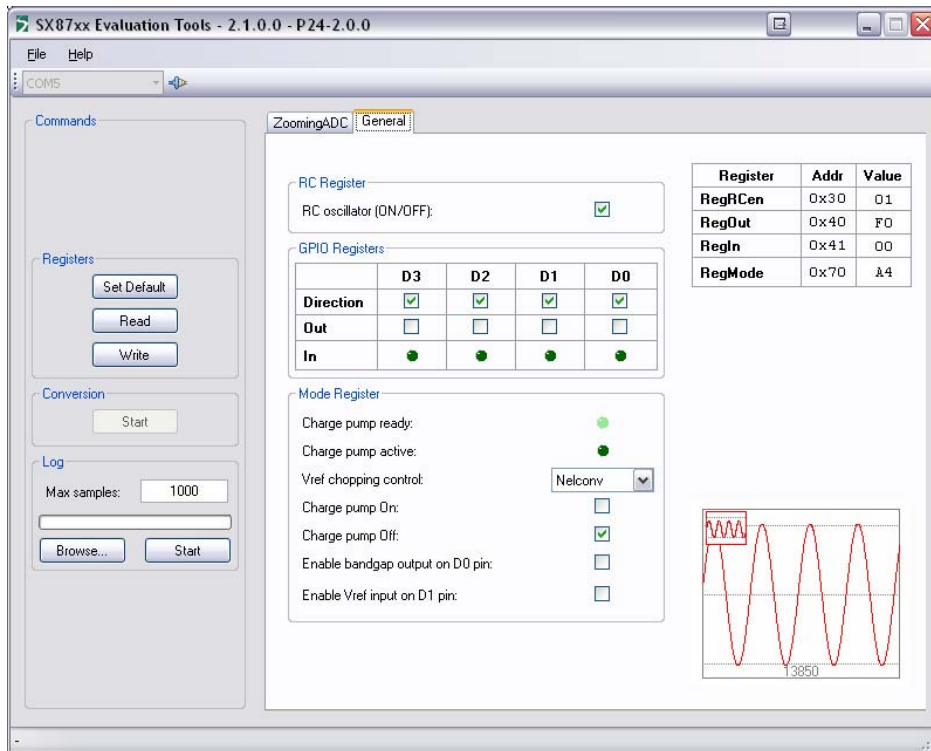 SX87xx Evaluation Tools - 2.1.0.0 - P24-2.0.0
File Help
COM5
Commands
Registers
Set Default
Read
Write
Conversion
Start
Log
Max samples: 1000
Browse... Start
ZoomingADC General
RC Register
RC oscillator (ON/OFF):
GPIO Registers
D3 D2 D1 D0
Direction
Out
In
Mode Register
Charge pump ready:
Charge pump active:
Vref chopping control: Nelconv
Charge pump On:
Charge pump Off:
Enable bandgap output on D0 pin:
Enable Vref input on D1 pin:
Register Addr Value
RegRCen 0x30 01
RegOut 0x40 F0
RegIn 0x41 00
RegMode 0x70 A4
13850
-